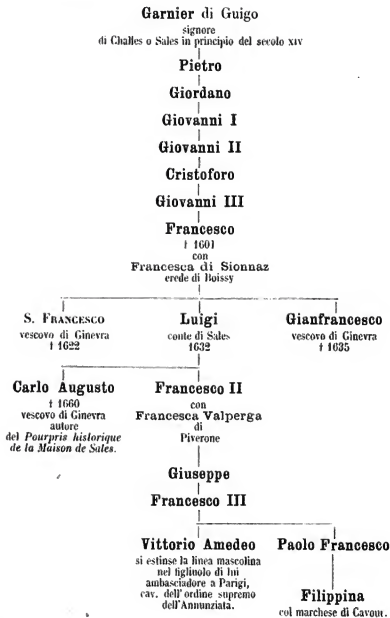 Garnier di Guigo
signore
di Challes o Sales in principio del secolo XIV
Pietro
Giordano
Giovanni I
Giovanni II
Cristoforo
Giovanni III
Francesco
† 1601
con
Francesca di Sionnaz
erede di Boissy
S. FRANCESCO
vescovo di Ginevra
† 1622
Luigi
conte di Sales
1632
Gianfrancesco
vescovo di Ginevra
† 1635
Carlo Augusto
† 1660
vescovo di Ginevra
autore
del Pourpris historique
de la Maison de Sales.
Francesco II
con
Francesca Valperga
di
Piverone
Giuseppe
Francesco III
Vittorio Amedeo
si estinse la linea mascolina
nel figliuolo di lui
ambasciadore a Parigi,
cav. dell'ordine supremo
dell'Annunziata.
Paolo Francesco
Filippina
col marchese di Cavour.